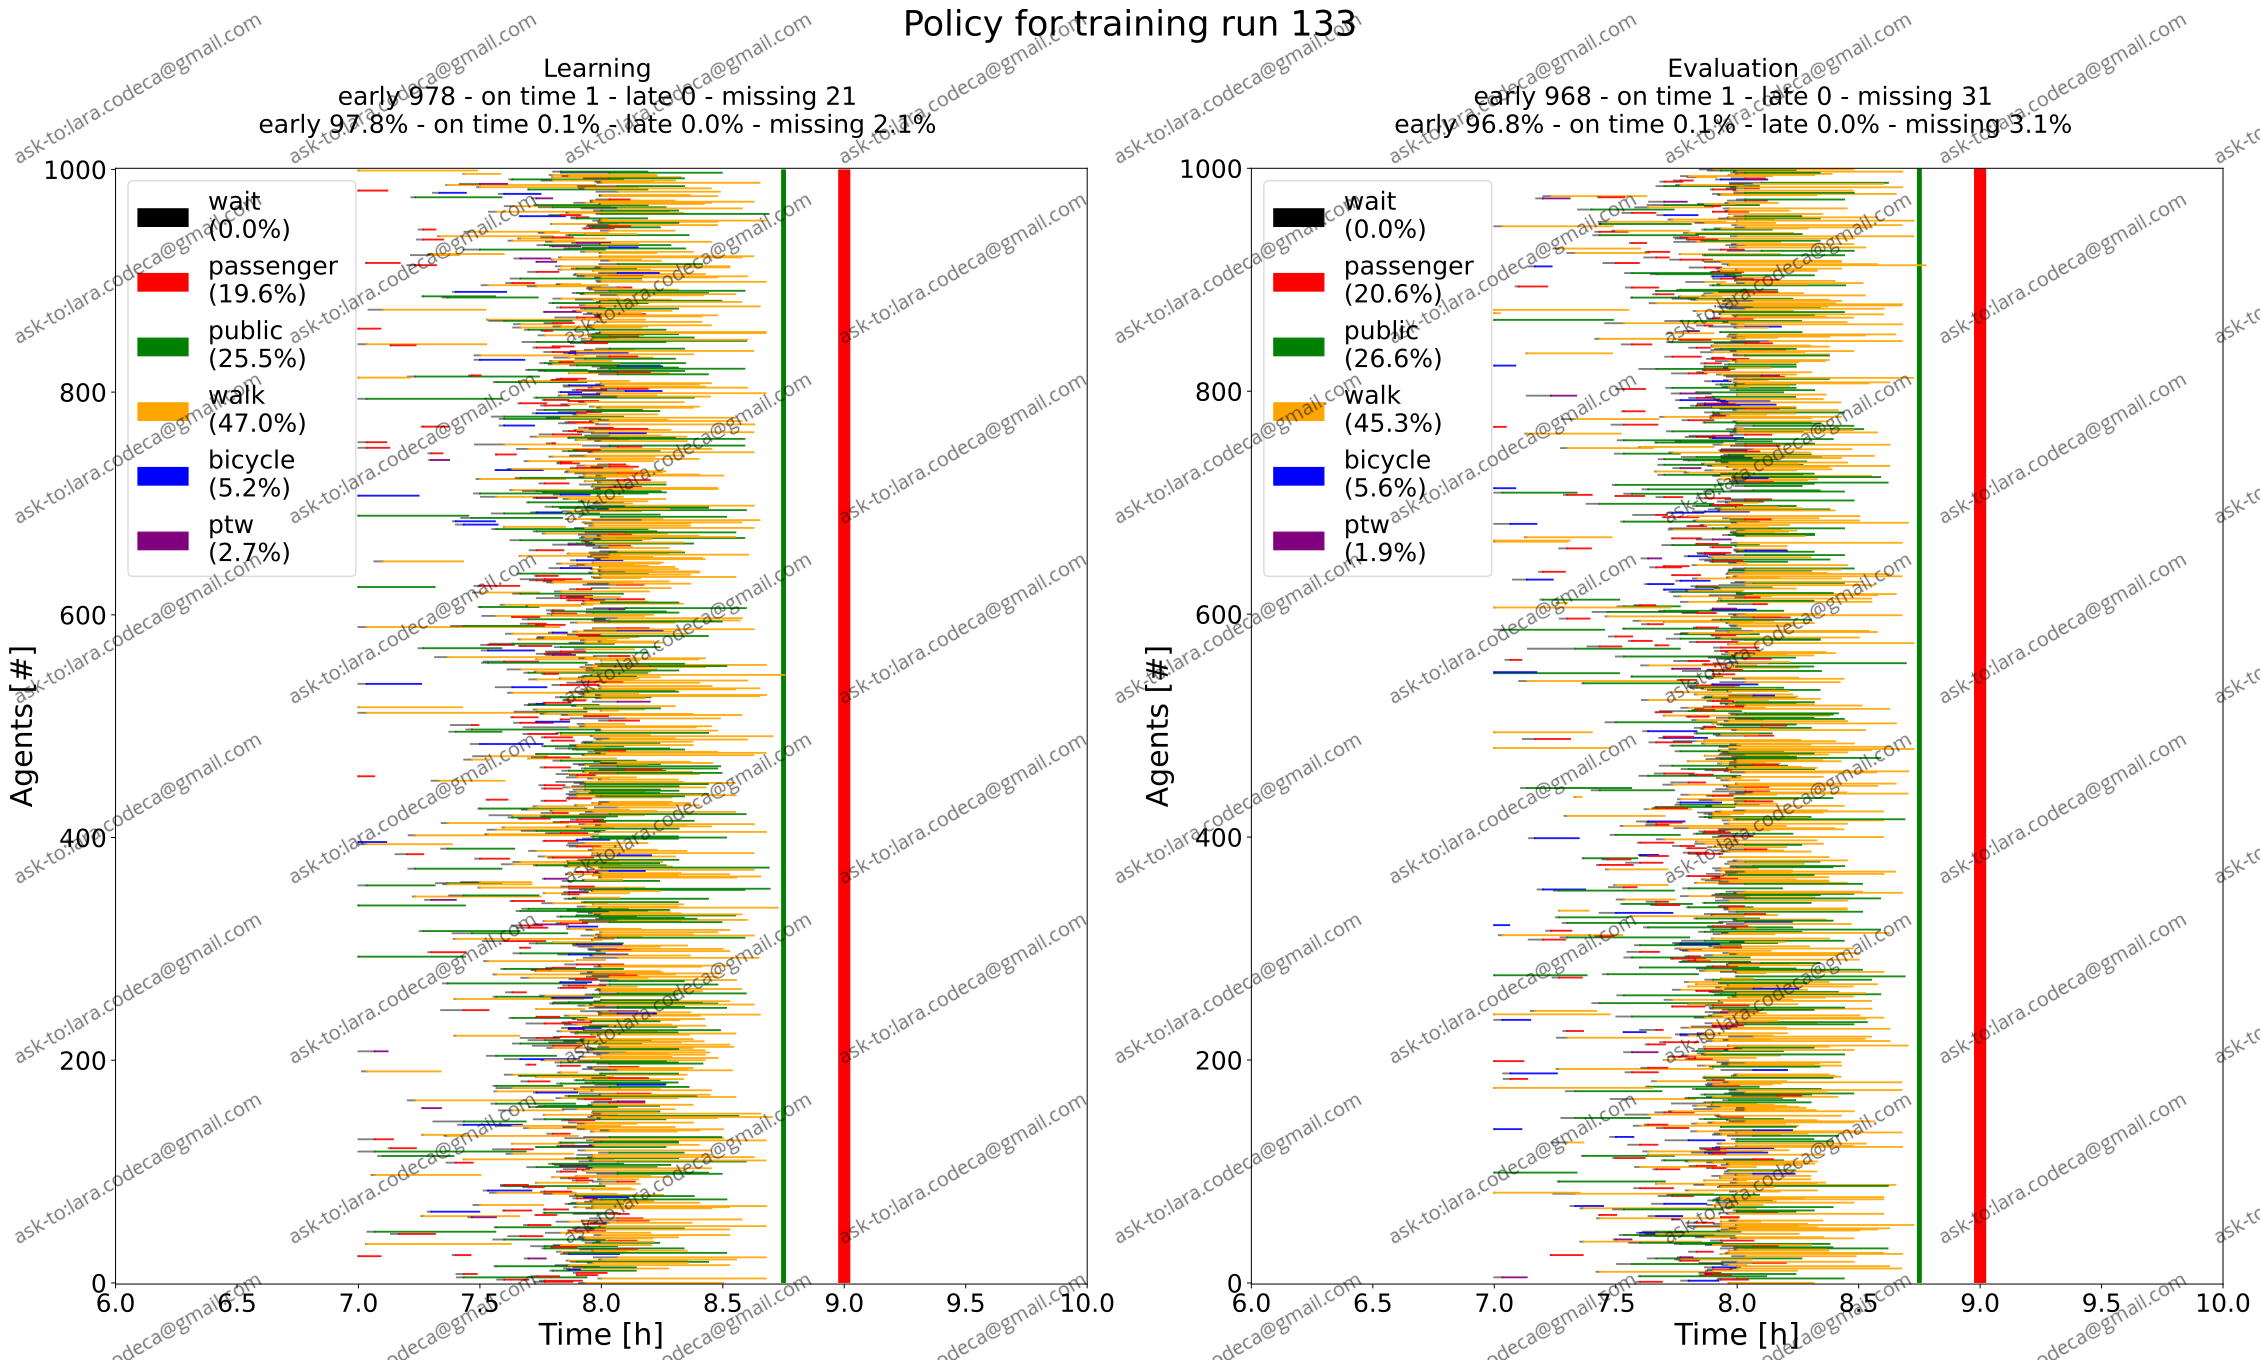 Policy for training run 133
Learning
early 978 - on time 1 - late 0 - missing 21
early 97.8% - on time 0.1% - late 0.0% - missing 2.1%
1000
800
600
400
200
0
Agents [#]
wait
(0.0%)
passenger
(19.6%)
public
(25.5%)
walk
(47.0%)
bicycle
(5.2%)
ptw
(2.7%)
6.0 6.5 7.0 7.5 8.0 8.5 9.0 9.5 10.0
Time [h]
Evaluation
early 968 - on time 1 - late 0 - missing 31
early 96.8% - on time 0.1% - late 0.0% - missing 3.1%
1000
800
600
400
200
0
Agents [#]
wait
(0.0%)
passenger
(20.6%)
public
(26.6%)
walk
(45.3%)
bicycle
(5.6%)
ptw
(1.9%)
6.0 6.5 7.0 7.5 8.0 8.5 9.0 9.5 10.0
Time [h]
ask-to:lara.codeca@gmail.com